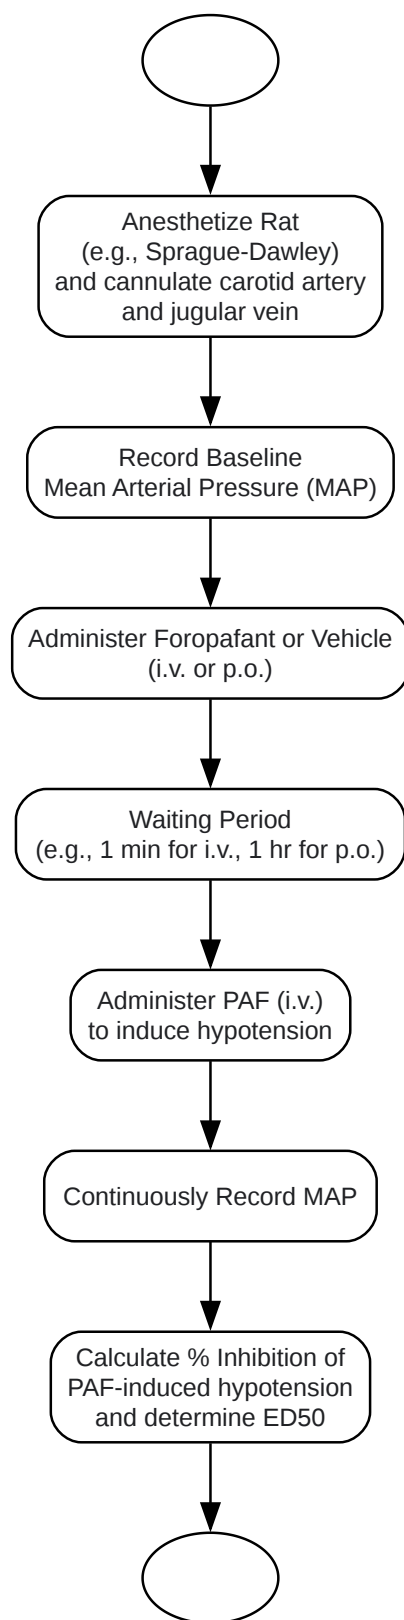 Anesthetize Rat
(e.g., Sprague-Dawley)
and cannulate carotid artery
and jugular vein
Record Baseline
Mean Arterial Pressure (MAP)
Administer Foropafant or Vehicle
(i.v. or p.o.)
Waiting Period
(e.g., 1 min for i.v., 1 hr for p.o.)
Administer PAF (i.v.)
to induce hypotension
Continuously Record MAP
Calculate % Inhibition of
PAF-induced hypotension
and determine ED50